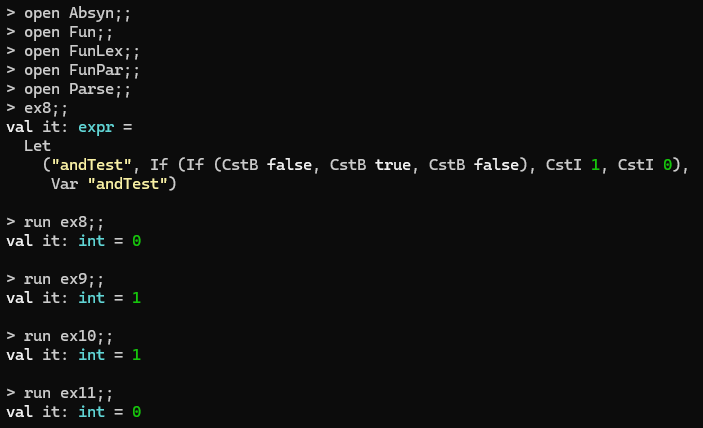 > open Absyn;;
> open Fun;;
> open FunLex;;
> open FunPar;;
> open Parse;;
> ex8;;
val it: expr =
  Let
    ("andTest", If (If (CstB false, CstB true, CstB false), CstI 1, CstI 0),
     Var "andTest")
> run ex8;;
val it: int = 0
> run ex9;;
val it: int = 1
> run ex10;;
val it: int = 1
> run ex11;;
val it: int = 0